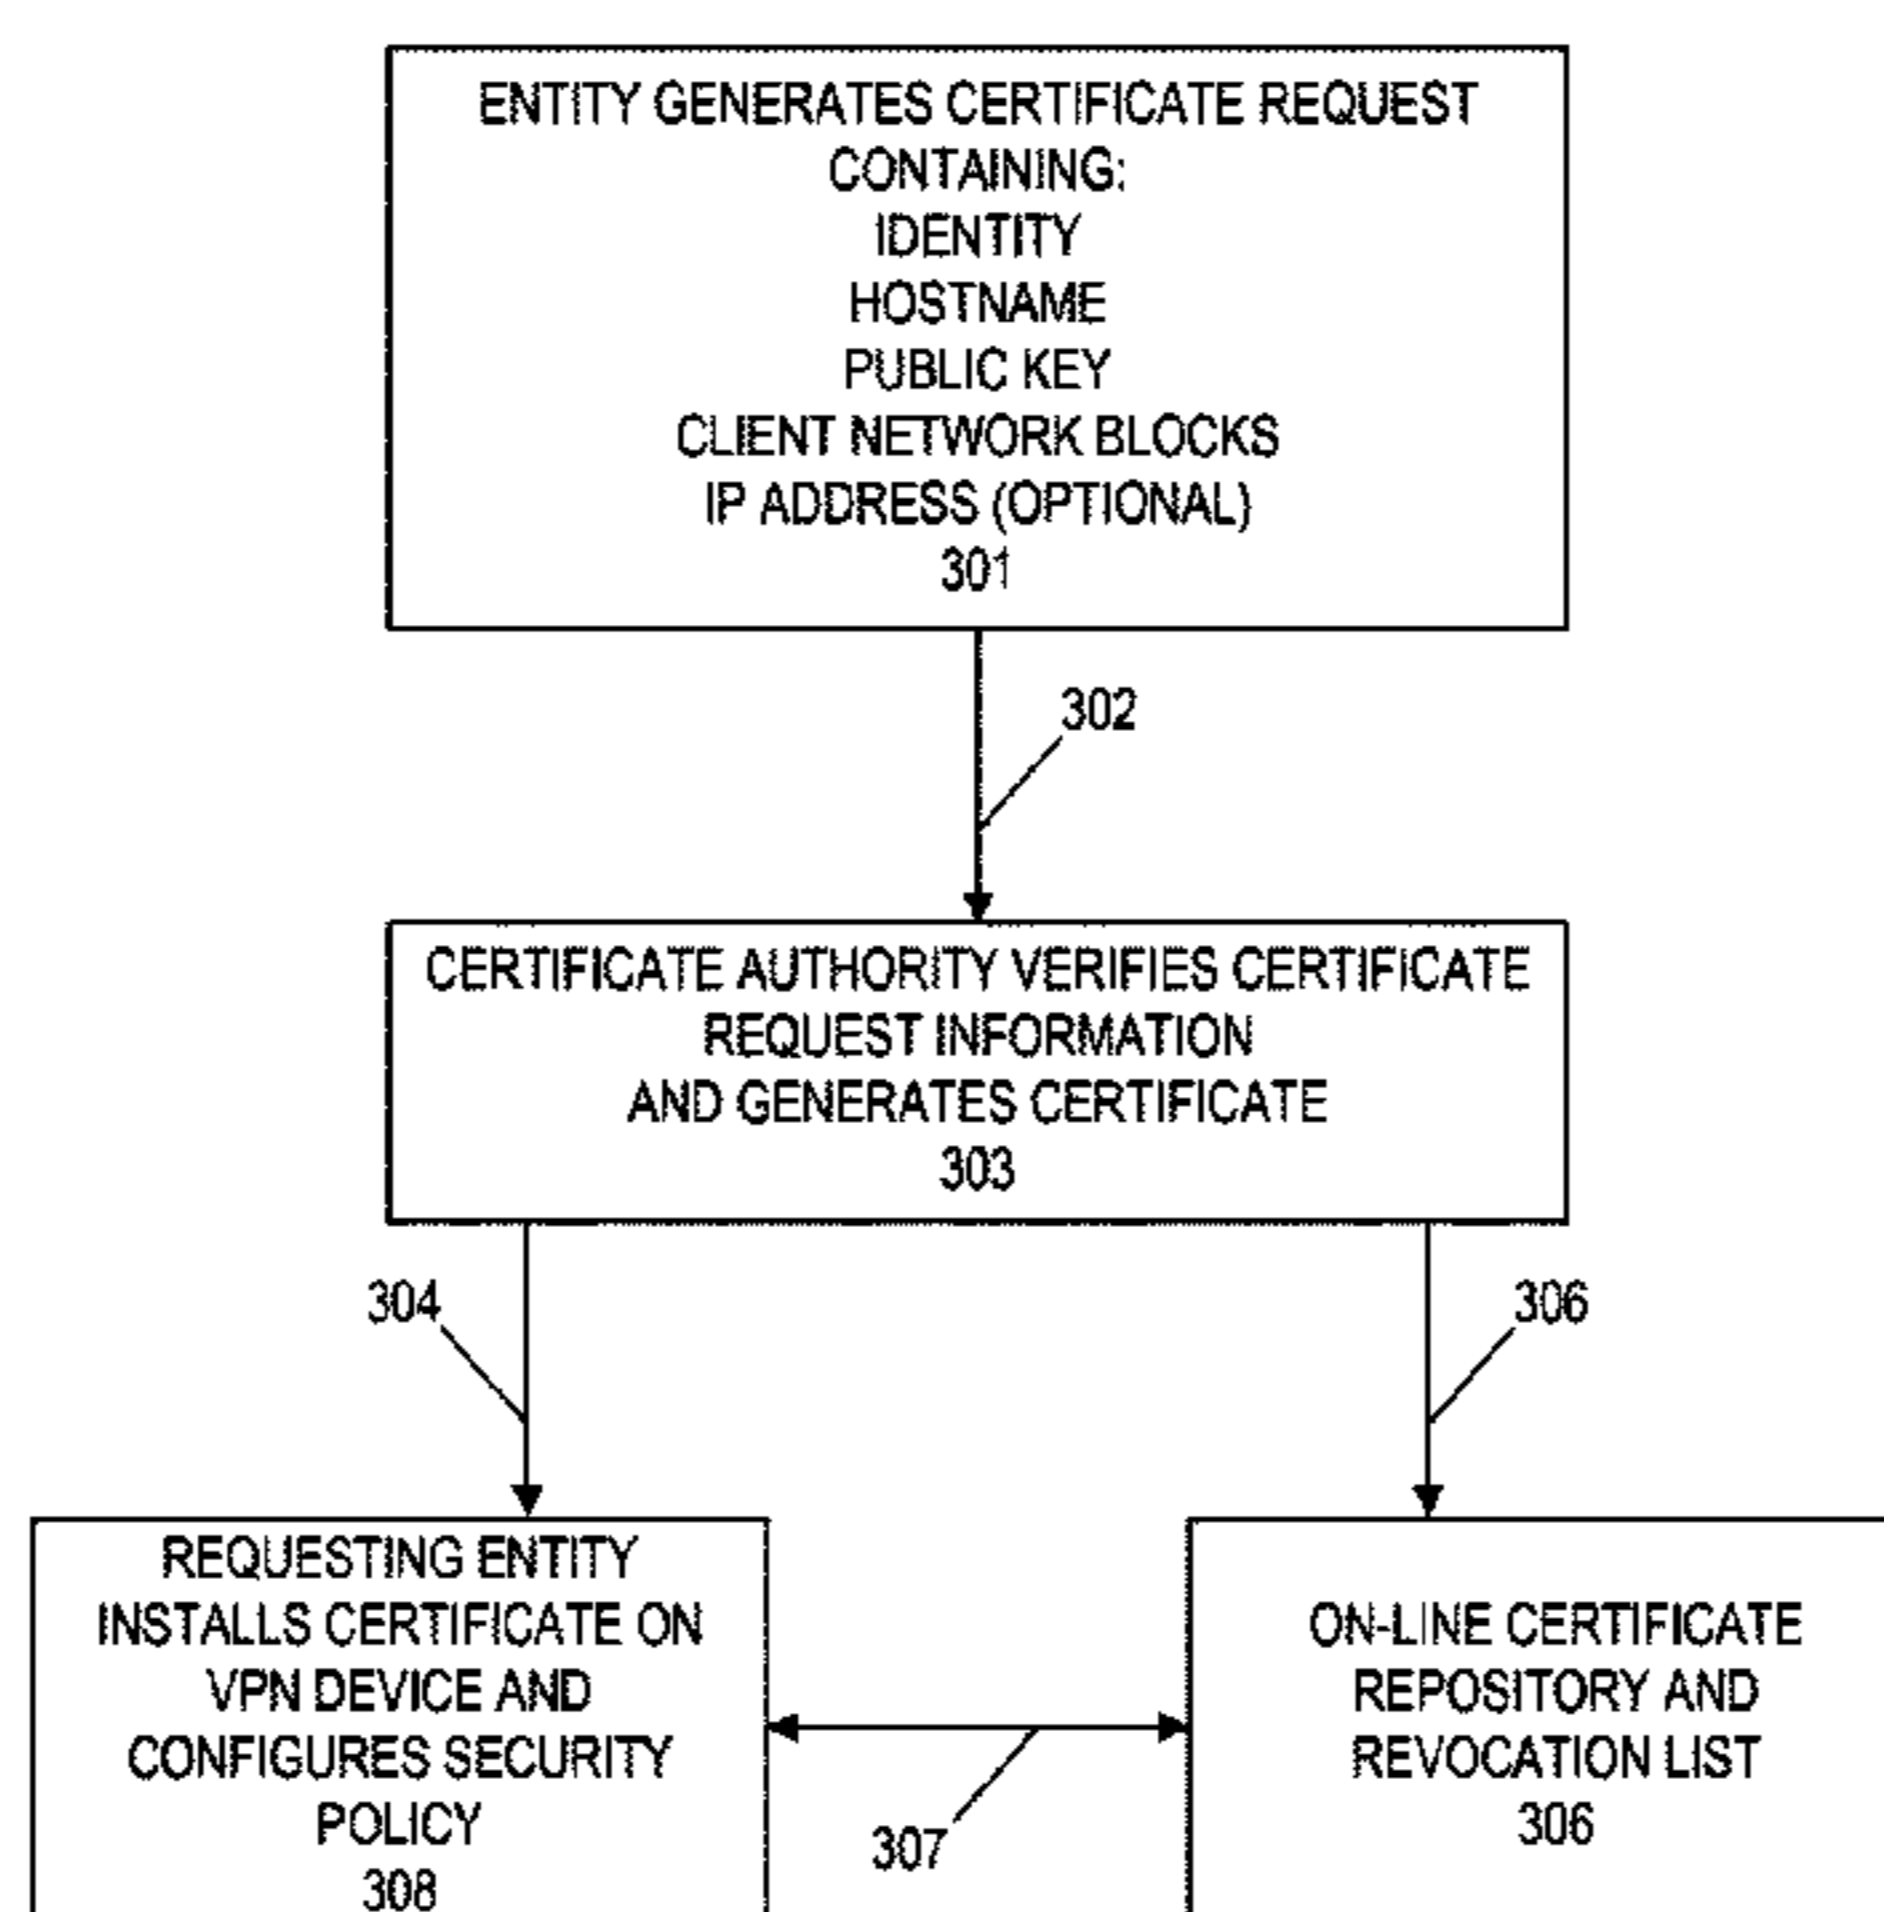 ENTITY GENERATES CERTIFICATE REQUEST
CONTAINING:
IDENTITY
HOSTNAME
PUBLIC KEY
CLIENT NETWORK BLOCKS
IP ADDRESS (OPTIONAL)
301
302
CERTIFICATE AUTHORITY VERIFIES CERTIFICATE
REQUEST INFORMATION
AND GENERATES CERTIFICATE
303
304
306
REQUESTING ENTITY
INSTALLS CERTIFICATE ON
VPN DEVICE AND
CONFIGURES SECURITY
POLICY
308
307
ON-LINE CERTIFICATE
REPOSITORY AND
REVOCATION LIST
306